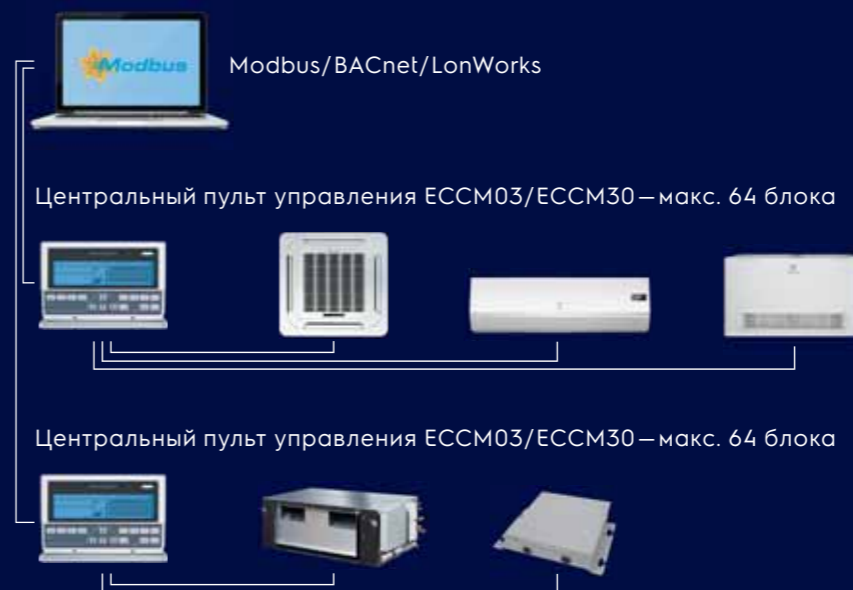 Modbus
Modbus/BACnet/LonWorks
Центральный пульт управления ECCM03/ECCM30—макс. 64 блока
Центральный пульт управления ECCM03/ECCM30—макс. 64 блока